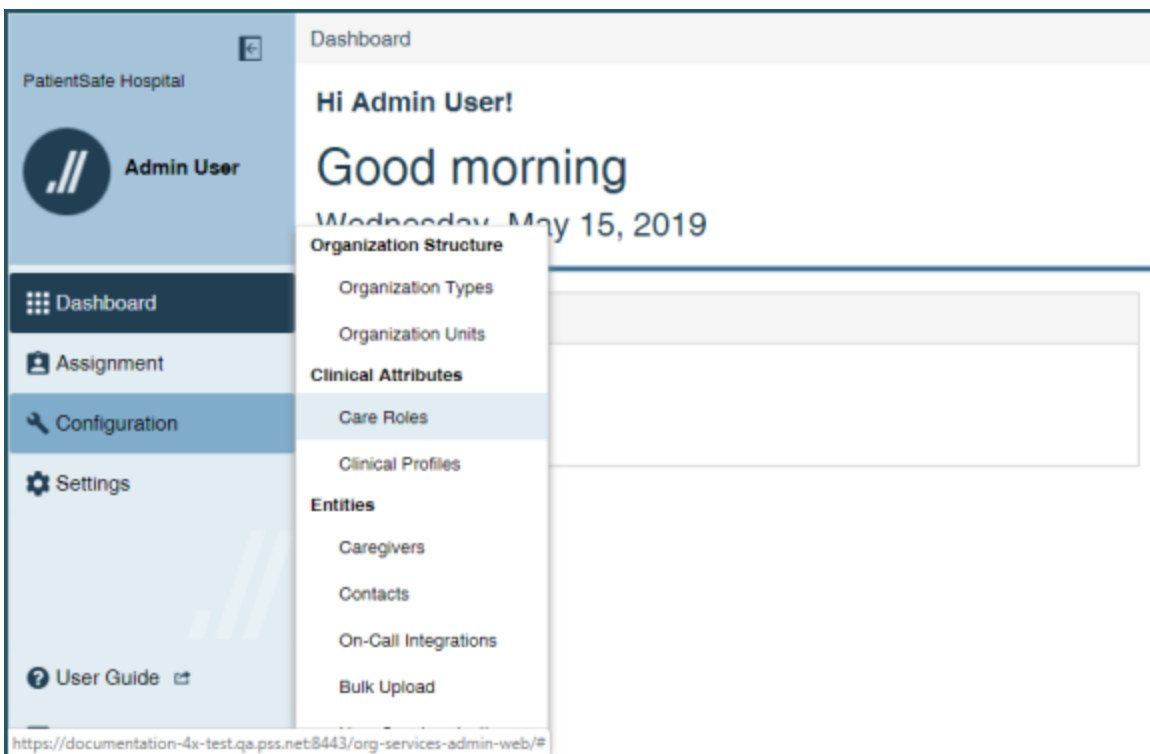 PatientSafe Hospital
Admin User
Dashboard
Assignment
Configuration
Settings
User Guide
Dashboard
Hi Admin User!
Good morning
Wednesday, May 15, 2019
Organization Structure
Organization Types
Organization Units
Clinical Attributes
Care Roles
Clinical Profiles
Entities
Caregivers
Contacts
On-Call Integrations
Bulk Upload
https://documentation-4x-test.qa.pss.net:8443/org-services-admin-web/#